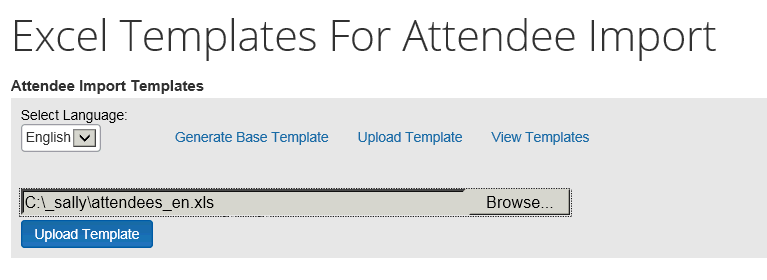 Excel Templates For Attendee Import
Attendee Import Templates
Select Language:
English Generate Base Template Upload Template View Templates
C:\_sally\attendees_en.xls Browse...
Upload Template